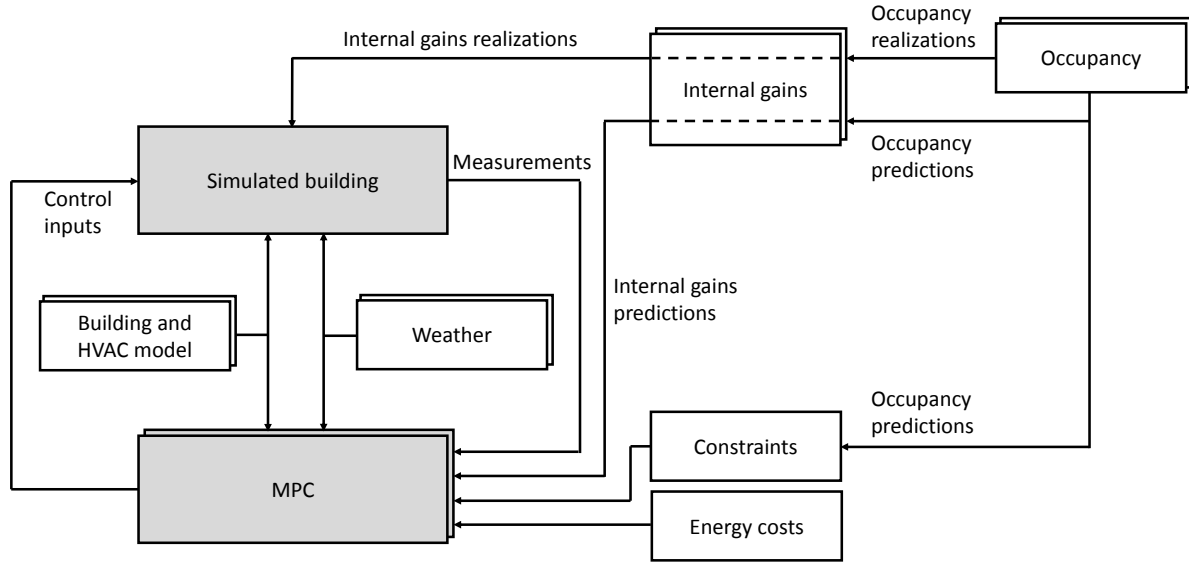 Occupancy
realizations
Internal gains realizations
Occupancy
Internal gains
Occupancy
predictions
Measurements
Simulated building
Control
inputs
Internal gains
predictions
Building and
HVAC model
Weather
Occupancy
predictions
Constraints
MPC
Energy costs